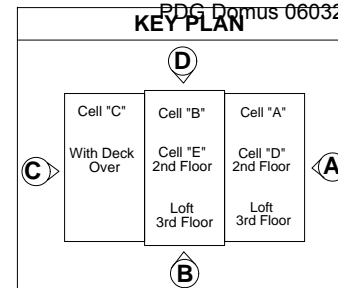 PDG Domus 06032
KEY PLAN
D
Cell "C"
With Deck
Over
Cell "B"
Cell "E"
2nd Floor
Loft
3rd Floor
Cell "A"
Cell "D"
2nd Floor
Loft
3rd Floor
C
A
B